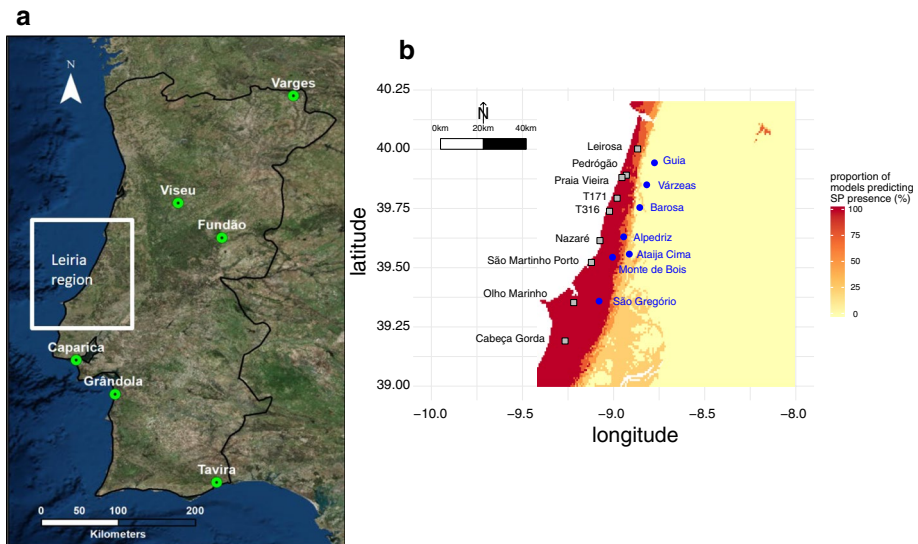 a
N
Varges
Viseu
Fundão
Leiria
region
Caparica
Grândola
Tavira
0 100 200
Kilometers
b
40.25
40.00
39.75
39.50
39.25
39.00
latitude
N
0km 20km 40km
Leirosa
Pedrógão
Praia Vieira
T171
T316
Nazaré
São Martinho Porto
Olho Marinho
Cabeça Gorda
Guia
Várzeas
Barosa
Alpedriz
Ataija Cima
Monte de Bois
São Gregório
−10.0 −9.5 −9.0 −8.5 −8.0
longitude
proportion of
models predicting
SP presence (%)
100
75
50
25
0